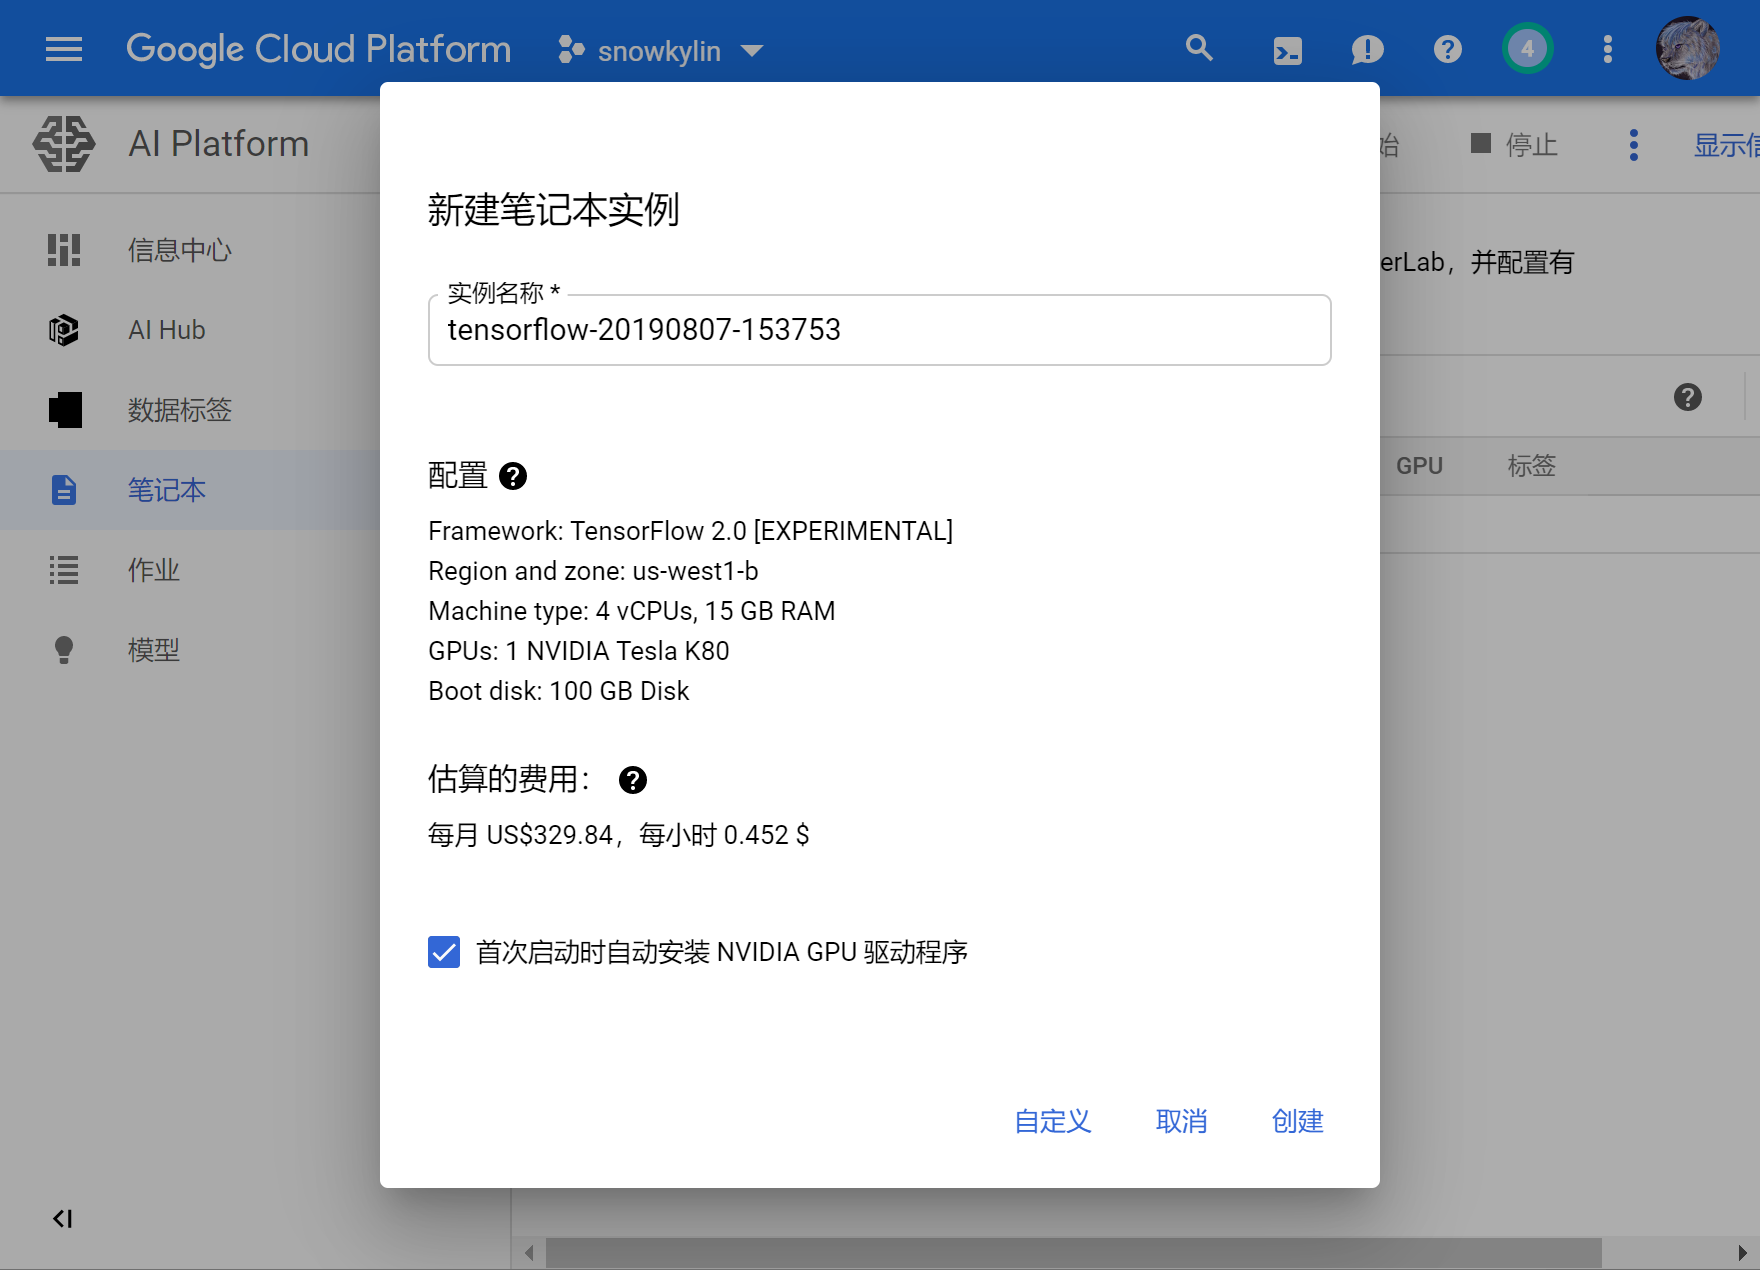 Google Cloud Platform
snowkylin
4
AI Platform
始
停止
显示信
信息中心
AI Hub
数据标签
笔记本
作业
模型
erLab，并配置有
GPU
标签
新建笔记本实例
实例名称 *
tensorflow-20190807-153753
配置
Framework: TensorFlow 2.0 [EXPERIMENTAL]
Region and zone: us-west1-b
Machine type: 4 vCPUs, 15 GB RAM
GPUs: 1 NVIDIA Tesla K80
Boot disk: 100 GB Disk
估算的费用：
每月 US$329.84，每小时 0.452 $
首次启动时自动安装 NVIDIA GPU 驱动程序
自定义
取消
创建